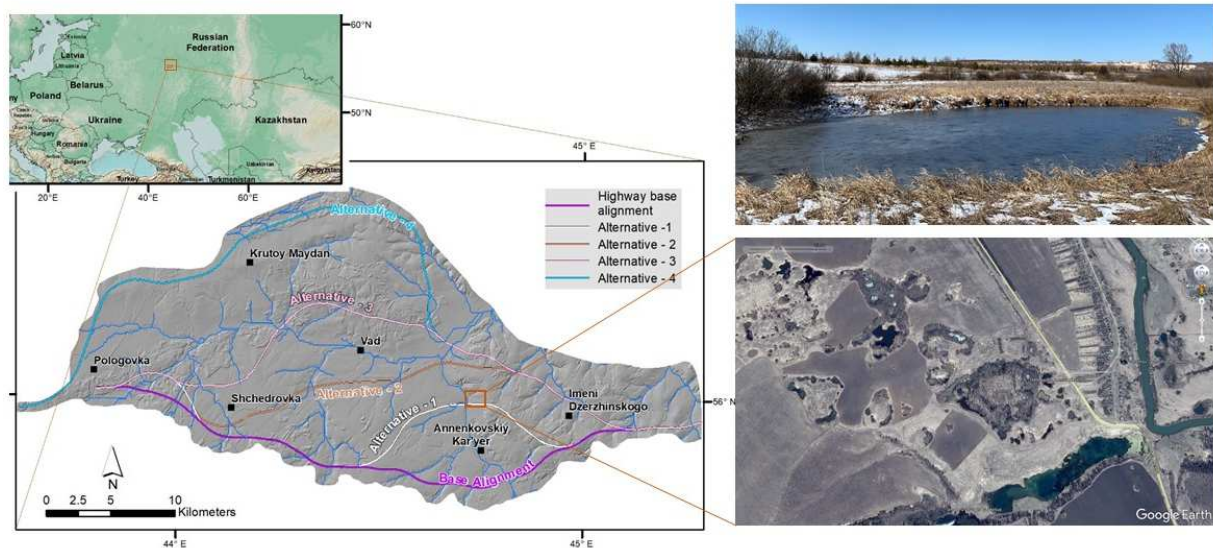 60°N
Estonia
Russian
Federation
Latvia
Lithuania
Belarus
Poland
50°N
Ukraine
Kazakhstan
Hungary
Romania
Bulgaria
Uzbekistan
Turkey
Turkmenistan
20°E
40°E
60°E
45° E
Highway base
alignment
Alternative -1
Alternative - 2
Alternative - 3
Alternative - 4
Krutoy Maydan
Alternative - 3
Vad
Pologovka
Alternative - 2
Shchedrovka
Alternative - 1
Imeni
Dzerzhinskogo
56° N
Annenkovskiy
Kar'yer
Base Alignment
N
0 2.5 5 10
Kilometers
44° E
45° E
Google Earth